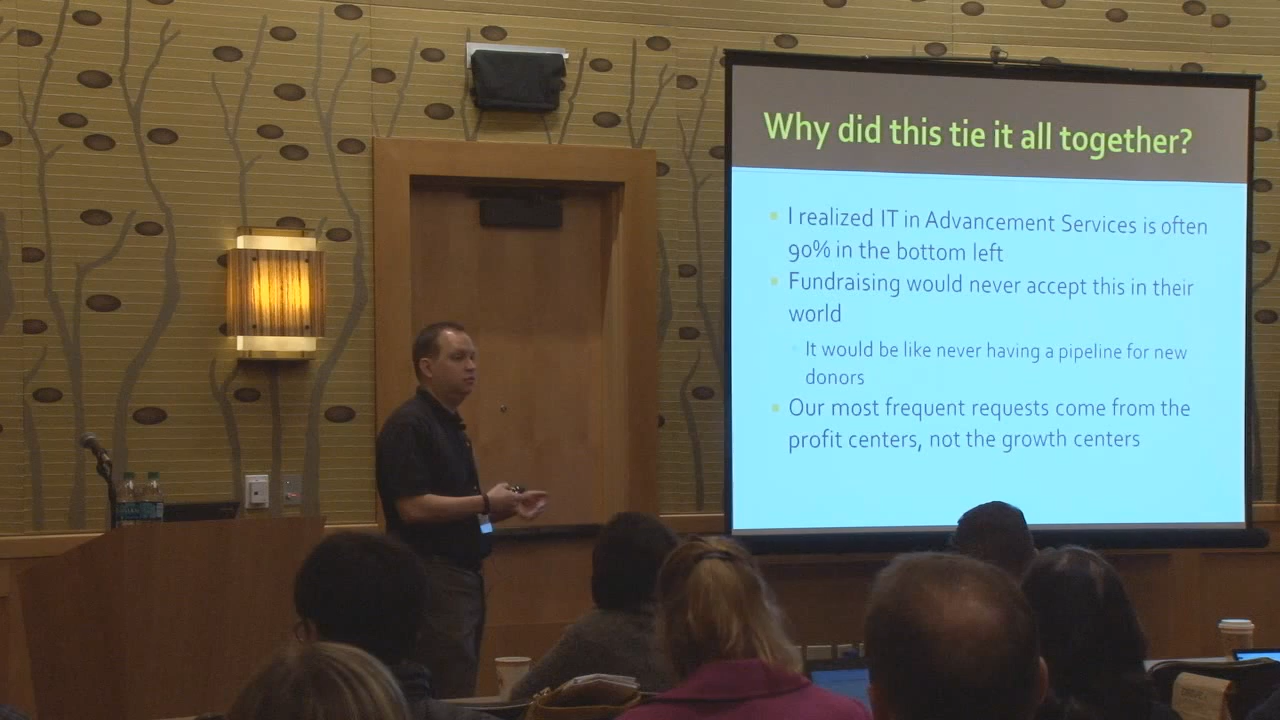 Why did this tie it all together?
I realized IT in Advancement Services is often
90% in the bottom left
Fundraising would never accept this in their
world
It would be like never having a pipeline for new
donors
Our most frequent requests come from the
profit centers, not the growth centers